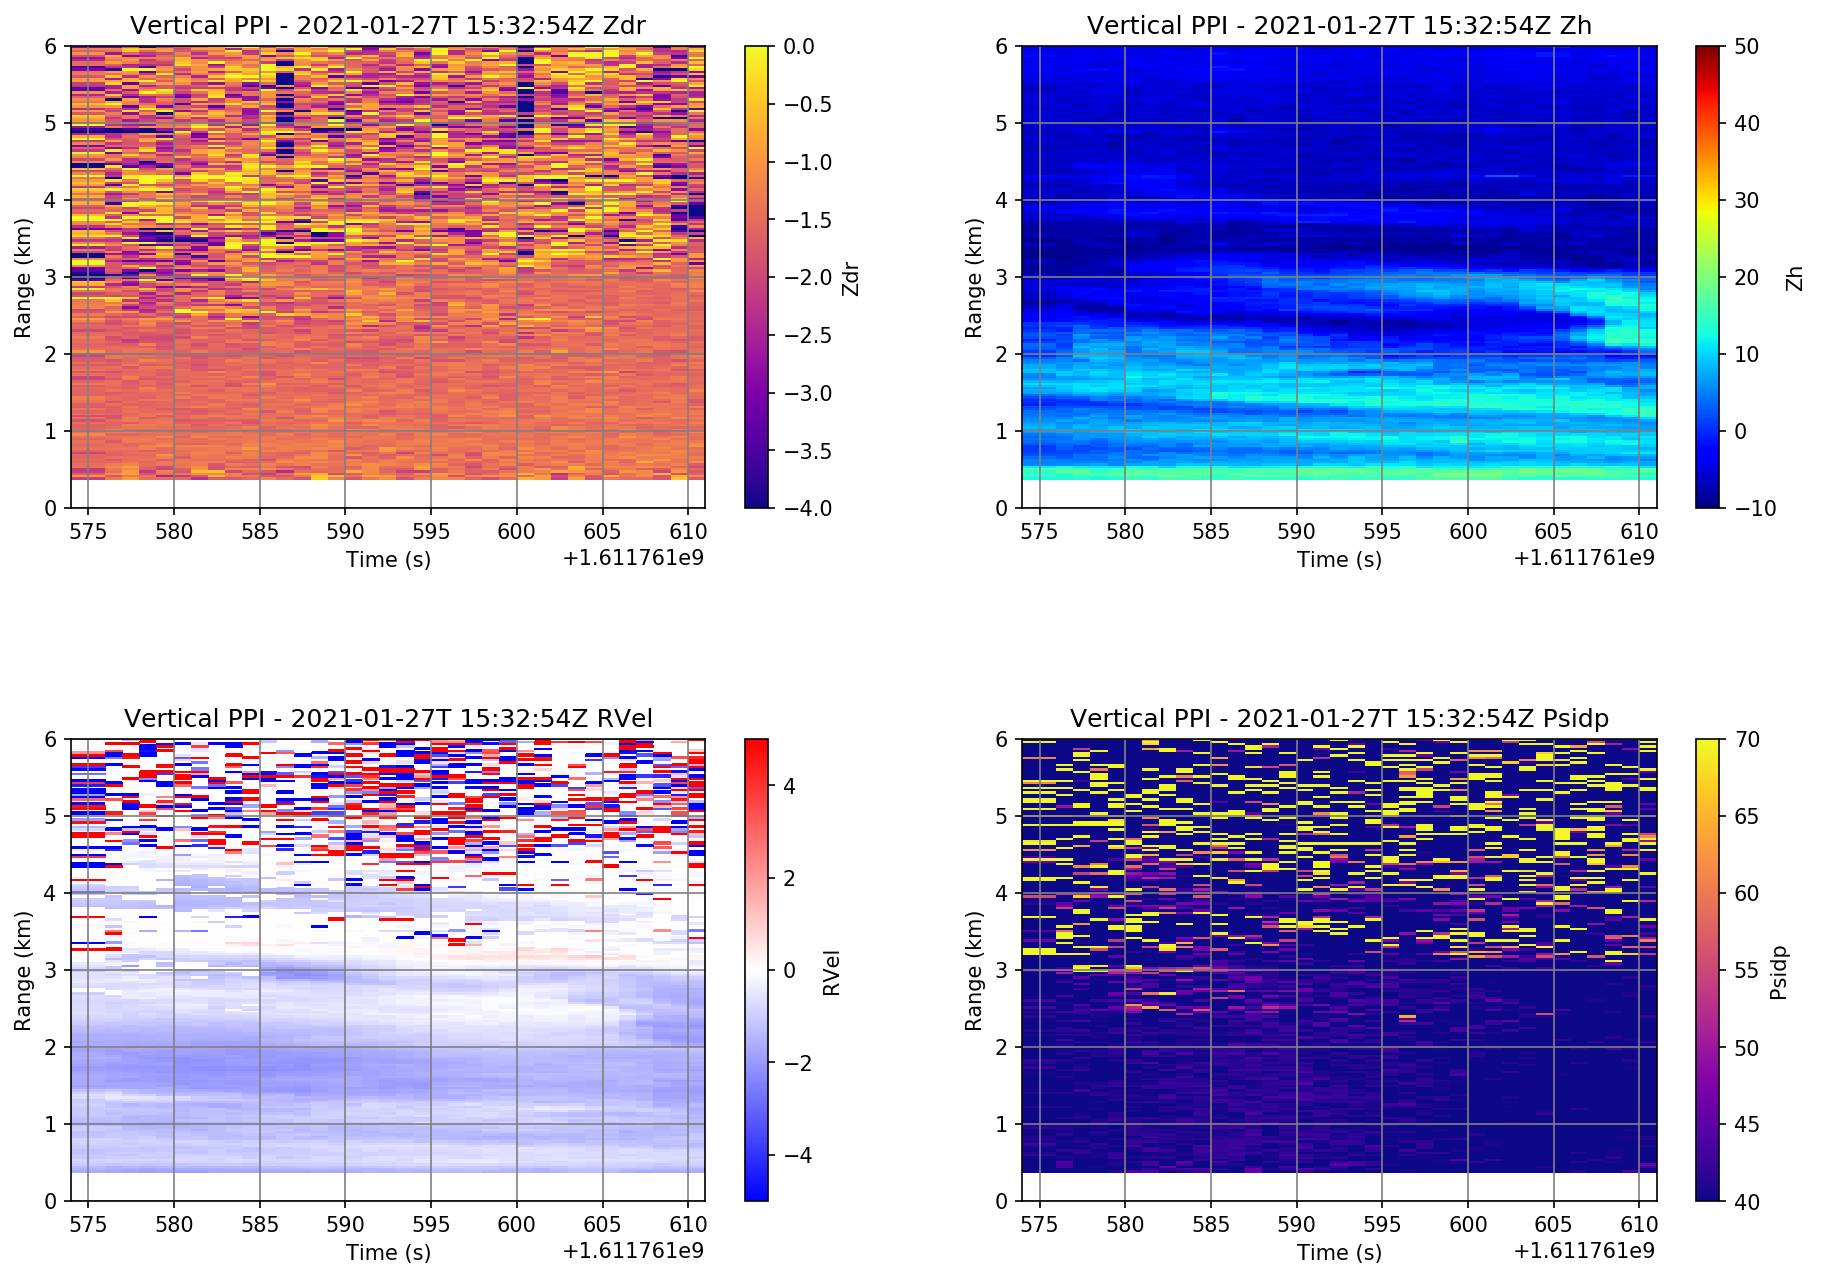 Vertical PPI - 2021-01-27T 15:32:54Z Zdr
6
5
4
3
2
1
0
Range (km)
575 580 585 590 595 600 605 610
Time (s)
+1.611761e9
0.0
−0.5
−1.0
−1.5
−2.0
−2.5
−3.0
−3.5
−4.0
Zdr
Vertical PPI - 2021-01-27T 15:32:54Z Zh
6
5
4
3
2
1
0
Range (km)
575 580 585 590 595 600 605 610
Time (s)
+1.611761e9
50
40
30
20
10
0
−10
Zh
Vertical PPI - 2021-01-27T 15:32:54Z RVel
6
5
4
3
2
1
0
Range (km)
575 580 585 590 595 600 605 610
Time (s)
+1.611761e9
4
2
0
−2
−4
RVel
Vertical PPI - 2021-01-27T 15:32:54Z Psidp
6
5
4
3
2
1
0
Range (km)
575 580 585 590 595 600 605 610
Time (s)
+1.611761e9
70
65
60
55
50
45
40
Psidp